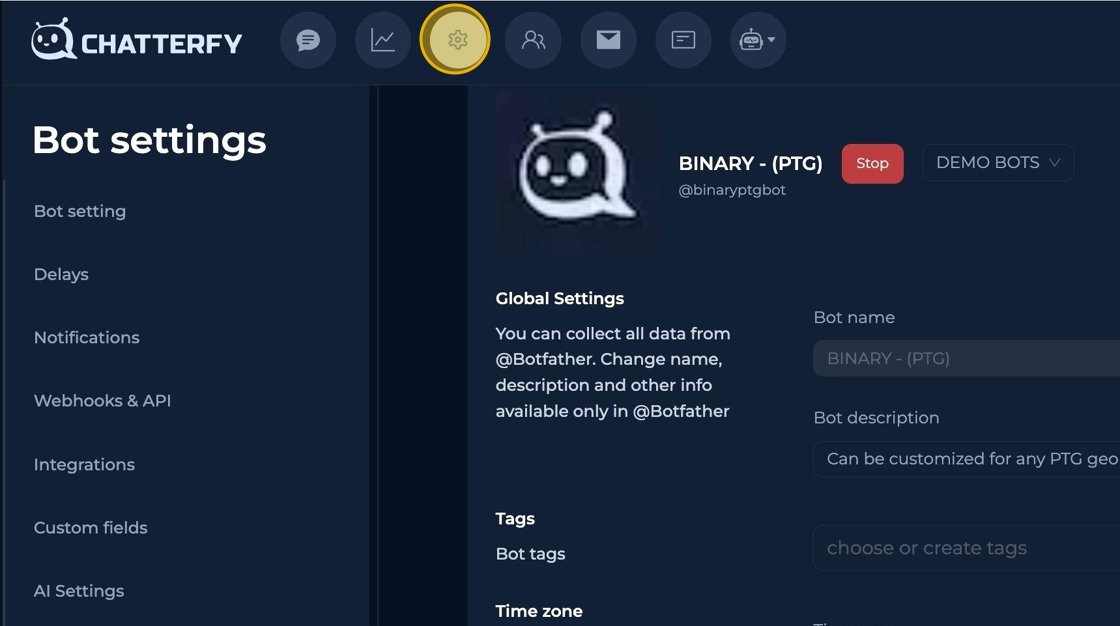 CHATTERFY
Bot settings
Bot setting
Delays
Notifications
Webhooks & API
Integrations
Custom fields
AI Settings
BINARY - (PTG)
Stop
DEMO BOTS
@binaryptgbot
Global Settings
You can collect all data from
@Botfather. Change name,
description and other info
available only in @Botfather
Bot name
BINARY - (PTG)
Bot description
Can be customized for any PTG geo
Tags
Bot tags
choose or create tags
Time zone